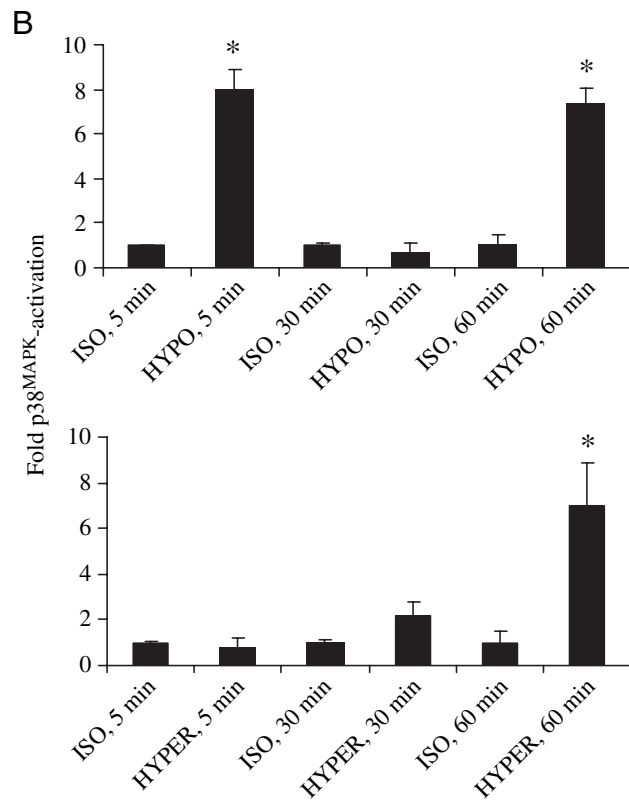 B
Fold p38MAPK-activation
10
8
6
4
2
0
*
*
ISO, 5 min
HYPO, 5 min
ISO, 30 min
HYPO, 30 min
ISO, 60 min
HYPO, 60 min
10
8
6
4
2
0
*
ISO, 5 min
HYPER, 5 min
ISO, 30 min
HYPER, 30 min
ISO, 60 min
HYPER, 60 min